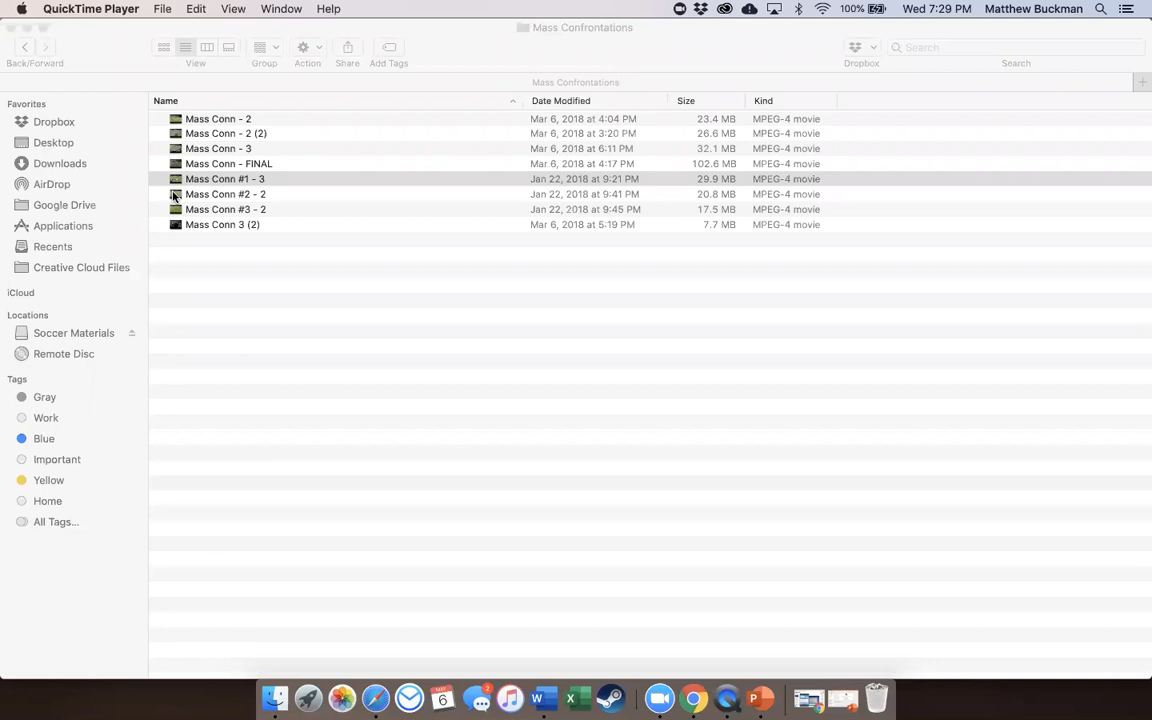 QuickTime Player File Edit View Window Help 100% Wed 7:29 PM Matthew Buckman
Mass Confrontations
Back/Forward View Group Action Share Add Tags Dropbox Search Search
Mass Confrontations
Name Date Modified Size Kind
Mass Conn - 2 Mar 6, 2018 at 4:04 PM 23.4 MB MPEG-4 movie
Mass Conn - 2 (2) Mar 6, 2018 at 3:20 PM 26.6 MB MPEG-4 movie
Mass Conn - 3 Mar 6, 2018 at 6:11 PM 32.1 MB MPEG-4 movie
Mass Conn - FINAL Mar 6, 2018 at 4:17 PM 102.6 MB MPEG-4 movie
Mass Conn #1 - 3 Jan 22, 2018 at 9:21 PM 29.9 MB MPEG-4 movie
Mass Conn #2 - 2 Jan 22, 2018 at 9:41 PM 20.8 MB MPEG-4 movie
Mass Conn #3 - 2 Jan 22, 2018 at 9:45 PM 17.5 MB MPEG-4 movie
Mass Conn 3 (2) Mar 6, 2018 at 5:19 PM 7.7 MB MPEG-4 movie
Favorites
Dropbox
Desktop
Downloads
AirDrop
Google Drive
Applications
Recents
Creative Cloud Files
iCloud
Locations
Soccer Materials
Remote Disc
Tags
Gray
Work
Blue
Important
Yellow
Home
All Tags...
6 2 W X P